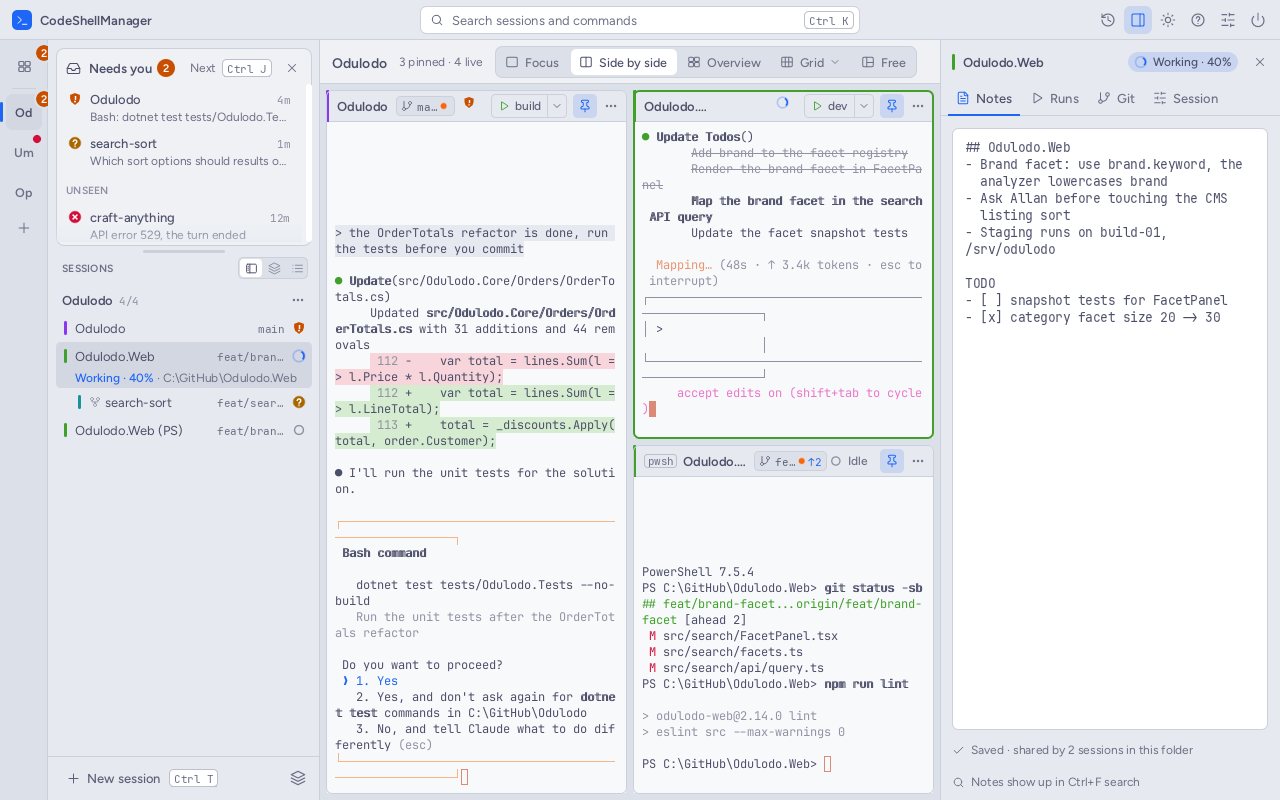 CodeShellManager
Search sessions and commands
Ctrl K
2
2
Od
Um
Op
Needs you 2 Next Ctrl J
Odulodo 4m
Bash: dotnet test tests/Odulodo.Te…
search-sort 1m
Which sort options should results o…
UNSEEN
craft-anything 12m
API error 529, the turn ended
SESSIONS
Odulodo 4/4
Odulodo main
Odulodo.Web feat/bran…
Working · 40% · C:\GitHub\Odulodo.Web
search-sort feat/sear…
Odulodo.Web (PS) feat/bran…
New session Ctrl T
Odulodo 3 pinned · 4 live
Focus Side by side Overview Grid Free
Odulodo ma… build
> the OrderTotals refactor is done, run
the tests before you commit
● Update(src/Odulodo.Core/Orders/OrderTo
tals.cs)
Updated src/Odulodo.Core/Orders/Ord
erTotals.cs with 31 additions and 44 rem
ovals
112 - var total = lines.Sum(l =
> l.Price * l.Quantity);
112 + var total = lines.Sum(l =
> l.LineTotal);
113 + total = _discounts.Apply(
total, order.Customer);
● I'll run the unit tests for the soluti
on.
Bash command
dotnet test tests/Odulodo.Tests --no-
build
Run the unit tests after the OrderTot
als refactor
Do you want to proceed?
❯ 1. Yes
2. Yes, and don't ask again for dotne
t test commands in C:\GitHub\Odulodo
3. No, and tell Claude what to do dif
ferently (esc)
Odulodo.… dev
● Update Todos()
Add brand to the facet registry
Render the brand facet in FacetPa
nel
Map the brand facet in the search
API query
Update the facet snapshot tests
Mapping… (48s · ↑ 3.4k tokens · esc to
interrupt)
>
accept edits on (shift+tab to cycle
)
pwsh Odulodo.… fe… ↑2 Idle
PowerShell 7.5.4
PS C:\GitHub\Odulodo.Web> git status -sb
## feat/brand-facet...origin/feat/brand-
facet [ahead 2]
M src/search/FacetPanel.tsx
M src/search/facets.ts
M src/search/api/query.ts
PS C:\GitHub\Odulodo.Web> npm run lint
> odulodo-web@2.14.0 lint
> eslint src --max-warnings 0
PS C:\GitHub\Odulodo.Web>
Odulodo.Web Working · 40%
Notes Runs Git Session
## Odulodo.Web
- Brand facet: use brand.keyword, the
analyzer lowercases brand
- Ask Allan before touching the CMS
listing sort
- Staging runs on build-01,
/srv/odulodo
TODO
- [ ] snapshot tests for FacetPanel
- [x] category facet size 20 -> 30
Saved · shared by 2 sessions in this folder
Notes show up in Ctrl+F search